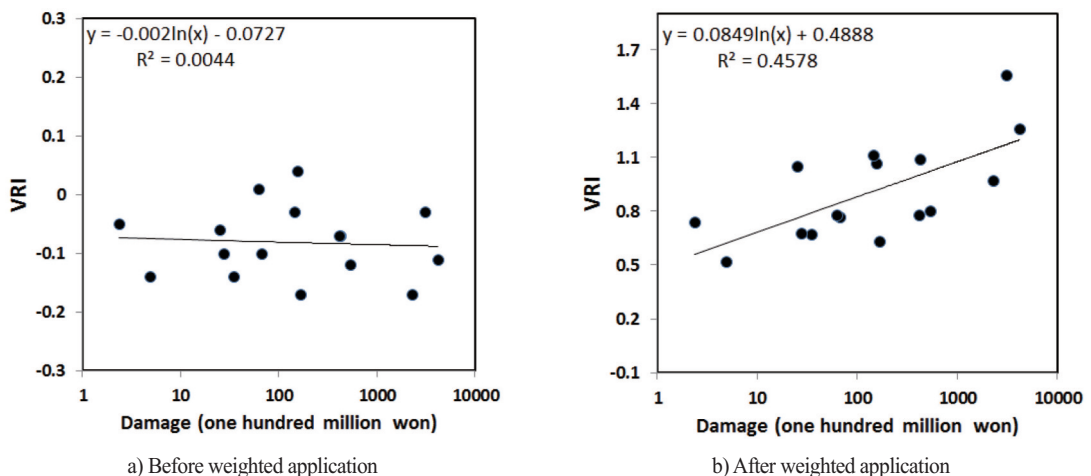 y = -0.002ln(x) - 0.0727
R² = 0.0044
0.3
0.2
0.1
0
-0.1
-0.2
-0.3
VRI
1 10 100 1000 10000
Damage (one hundred million won)
a) Before weighted application
y = 0.0849ln(x) + 0.4888
R² = 0.4578
1.7
1.4
1.1
0.8
0.5
0.2
-0.1
VRI
1 10 100 1000 10000
Damage (one hundred million won)
b) After weighted application